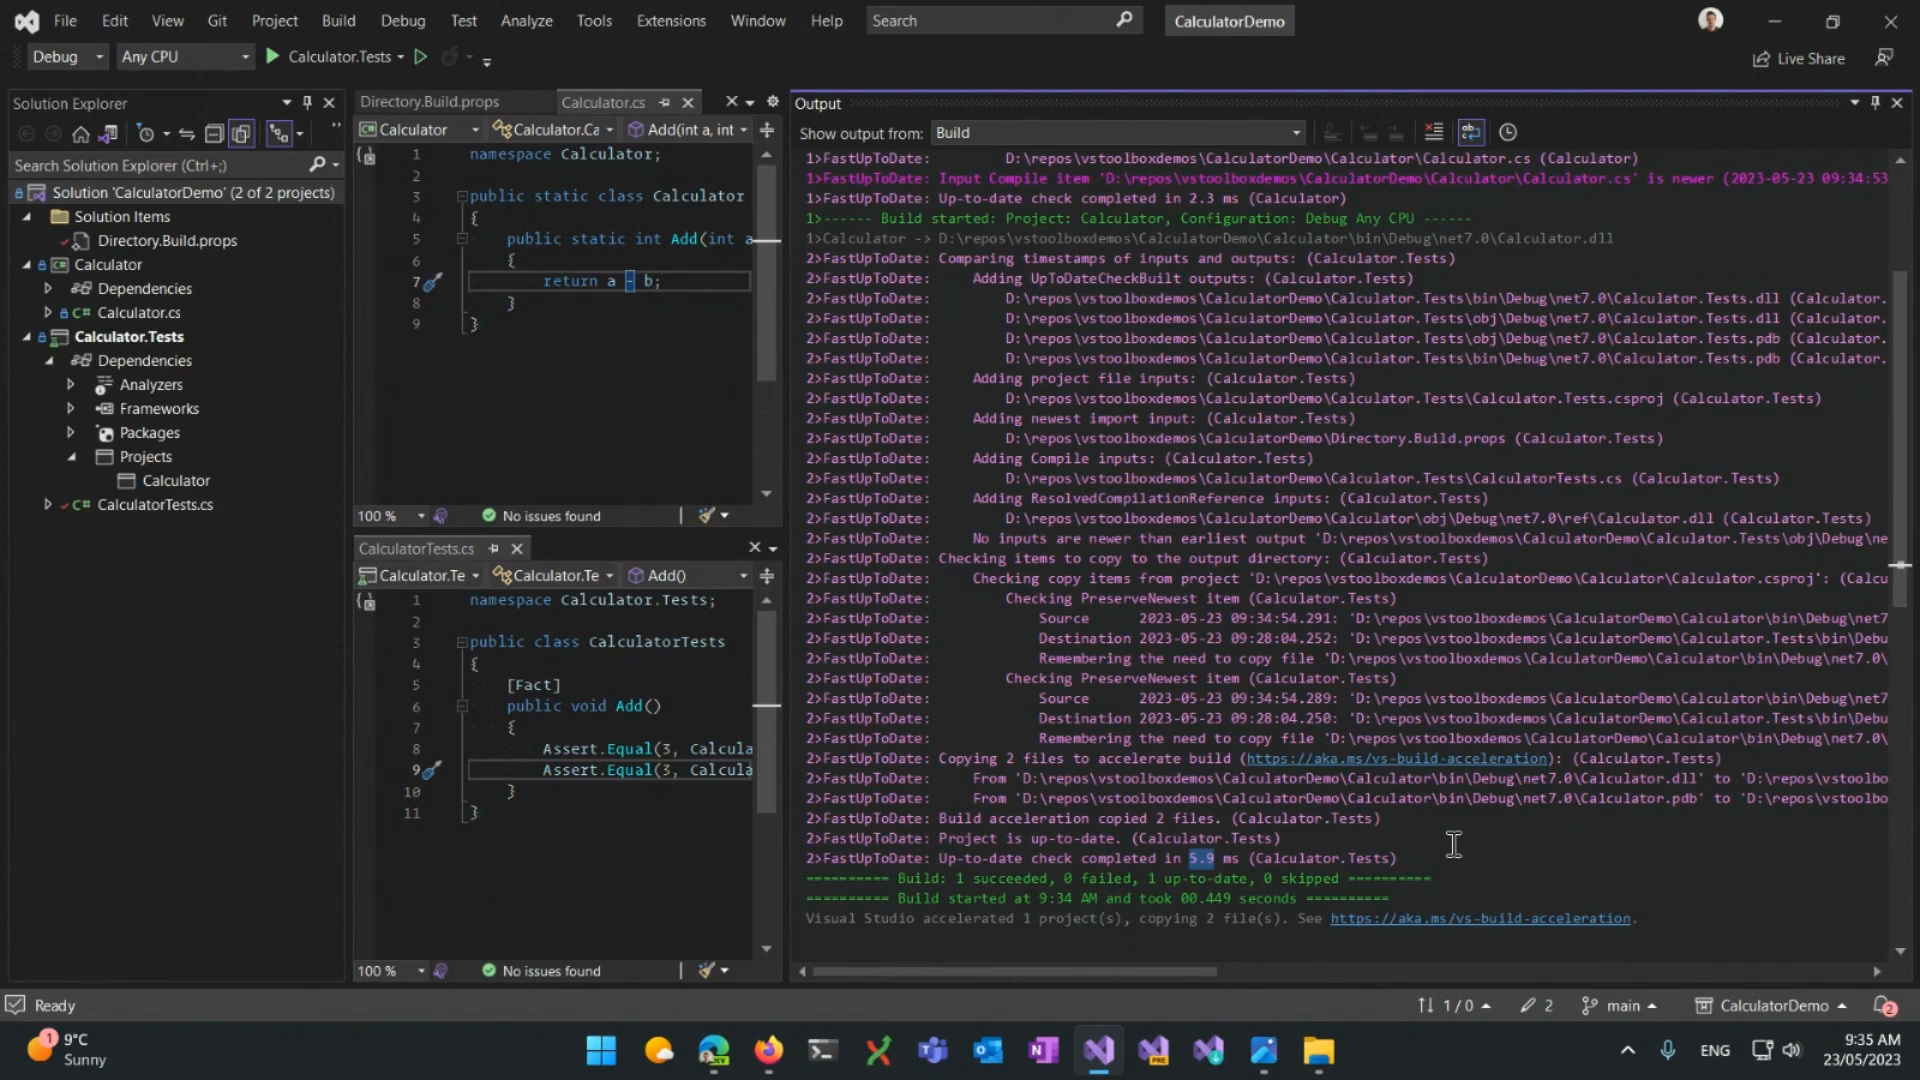 File Edit View Git Project Build Debug Test Analyze Tools Extensions Window Help Search CalculatorDemo
Debug Any CPU Calculator.Tests Live Share
Solution Explorer
Search Solution Explorer (Ctrl+;)
Solution 'CalculatorDemo' (2 of 2 projects)
Solution Items
Directory.Build.props
Calculator
Dependencies
C# Calculator.cs
Calculator.Tests
Dependencies
Analyzers
Frameworks
Packages
Projects
Calculator
C# CalculatorTests.cs
Directory.Build.props Calculator.cs
Calculator Calculator.Ca Add(int a, int
1 namespace Calculator;
2
3 public static class Calculator
4 {
5 public static int Add(int a
6 {
7 return a - b;
8 }
9 }
100 % No issues found
CalculatorTests.cs
Calculator.Te Calculator.Te Add()
1 namespace Calculator.Tests;
2
3 public class CalculatorTests
4 {
5 [Fact]
6 public void Add()
7 {
8 Assert.Equal(3, Calcula
9 Assert.Equal(3, Calcula
10 }
11 }
100 % No issues found
Output
Show output from: Build
1>FastUpToDate: D:\repos\vstoolboxdemos\CalculatorDemo\Calculator\Calculator.cs (Calculator)
1>FastUpToDate: Input Compile item 'D:\repos\vstoolboxdemos\CalculatorDemo\Calculator\Calculator.cs' is newer (2023-05-23 09:34:53
1>FastUpToDate: Up-to-date check completed in 2.3 ms (Calculator)
1>------ Build started: Project: Calculator, Configuration: Debug Any CPU ------
1>Calculator -> D:\repos\vstoolboxdemos\CalculatorDemo\Calculator\bin\Debug\net7.0\Calculator.dll
2>FastUpToDate: Comparing timestamps of inputs and outputs: (Calculator.Tests)
2>FastUpToDate: Adding UpToDateCheckBuilt outputs: (Calculator.Tests)
2>FastUpToDate: D:\repos\vstoolboxdemos\CalculatorDemo\Calculator.Tests\bin\Debug\net7.0\Calculator.Tests.dll (Calculator.
2>FastUpToDate: D:\repos\vstoolboxdemos\CalculatorDemo\Calculator.Tests\obj\Debug\net7.0\Calculator.Tests.dll (Calculator.
2>FastUpToDate: D:\repos\vstoolboxdemos\CalculatorDemo\Calculator.Tests\obj\Debug\net7.0\Calculator.Tests.pdb (Calculator.
2>FastUpToDate: D:\repos\vstoolboxdemos\CalculatorDemo\Calculator.Tests\bin\Debug\net7.0\Calculator.Tests.pdb (Calculator.
2>FastUpToDate: Adding project file inputs: (Calculator.Tests)
2>FastUpToDate: D:\repos\vstoolboxdemos\CalculatorDemo\Calculator.Tests\Calculator.Tests.csproj (Calculator.Tests)
2>FastUpToDate: Adding newest import input: (Calculator.Tests)
2>FastUpToDate: D:\repos\vstoolboxdemos\CalculatorDemo\Directory.Build.props (Calculator.Tests)
2>FastUpToDate: Adding Compile inputs: (Calculator.Tests)
2>FastUpToDate: D:\repos\vstoolboxdemos\CalculatorDemo\Calculator.Tests\CalculatorTests.cs (Calculator.Tests)
2>FastUpToDate: Adding ResolvedCompilationReference inputs: (Calculator.Tests)
2>FastUpToDate: D:\repos\vstoolboxdemos\CalculatorDemo\Calculator\obj\Debug\net7.0\ref\Calculator.dll (Calculator.Tests)
2>FastUpToDate: No inputs are newer than earliest output 'D:\repos\vstoolboxdemos\CalculatorDemo\Calculator.Tests\obj\Debug\ne
2>FastUpToDate: Checking items to copy to the output directory: (Calculator.Tests)
2>FastUpToDate: Checking copy items from project 'D:\repos\vstoolboxdemos\CalculatorDemo\Calculator\Calculator.csproj': (Calcu
2>FastUpToDate: Checking PreserveNewest item (Calculator.Tests)
2>FastUpToDate: Source 2023-05-23 09:34:54.291: 'D:\repos\vstoolboxdemos\CalculatorDemo\Calculator\bin\Debug\net7
2>FastUpToDate: Destination 2023-05-23 09:28:04.252: 'D:\repos\vstoolboxdemos\CalculatorDemo\Calculator.Tests\bin\Debu
2>FastUpToDate: Remembering the need to copy file 'D:\repos\vstoolboxdemos\CalculatorDemo\Calculator\bin\Debug\net7.0\
2>FastUpToDate: Checking PreserveNewest item (Calculator.Tests)
2>FastUpToDate: Source 2023-05-23 09:34:54.289: 'D:\repos\vstoolboxdemos\CalculatorDemo\Calculator\bin\Debug\net7
2>FastUpToDate: Destination 2023-05-23 09:28:04.250: 'D:\repos\vstoolboxdemos\CalculatorDemo\Calculator.Tests\bin\Debu
2>FastUpToDate: Remembering the need to copy file 'D:\repos\vstoolboxdemos\CalculatorDemo\Calculator\bin\Debug\net7.0\
2>FastUpToDate: Copying 2 files to accelerate build (https://aka.ms/vs-build-acceleration): (Calculator.Tests)
2>FastUpToDate: From 'D:\repos\vstoolboxdemos\CalculatorDemo\Calculator\bin\Debug\net7.0\Calculator.dll' to 'D:\repos\vstoolbo
2>FastUpToDate: From 'D:\repos\vstoolboxdemos\CalculatorDemo\Calculator\bin\Debug\net7.0\Calculator.pdb' to 'D:\repos\vstoolbo
2>FastUpToDate: Build acceleration copied 2 files. (Calculator.Tests)
2>FastUpToDate: Project is up-to-date. (Calculator.Tests)
2>FastUpToDate: Up-to-date check completed in 5.9 ms (Calculator.Tests)
========== Build: 1 succeeded, 0 failed, 1 up-to-date, 0 skipped ==========
========== Build started at 9:34 AM and took 00.449 seconds ==========
Visual Studio accelerated 1 project(s), copying 2 file(s). See https://aka.ms/vs-build-acceleration.
Ready 1 / 0 2 main CalculatorDemo 2
1 9°C
Sunny
DEV PRE ENG
9:35 AM
23/05/2023